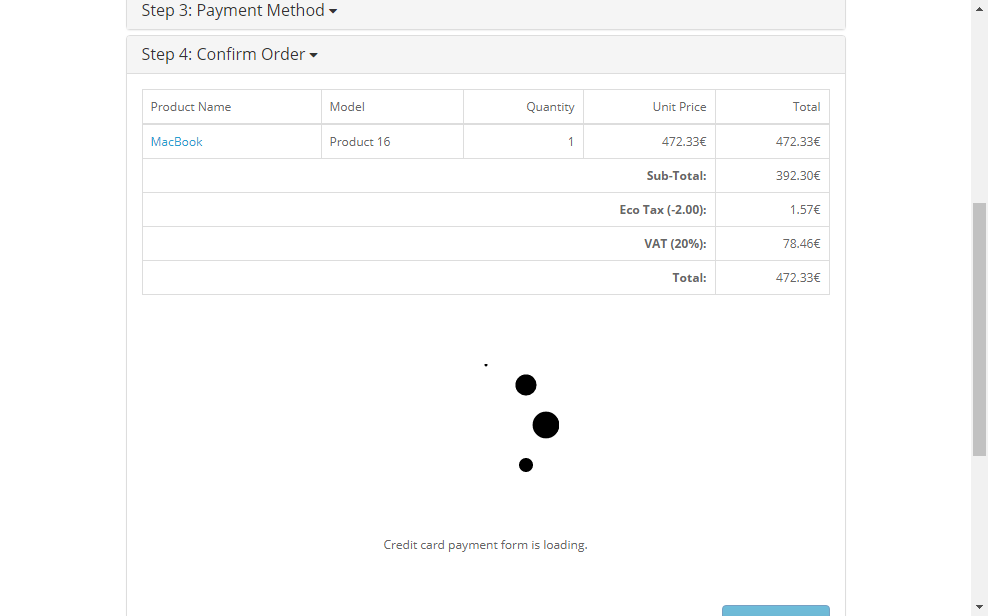 Step 3: Payment Method
Step 4: Confirm Order
Product Name Model Quantity Unit Price Total
MacBook Product 16 1 472.33€ 472.33€
Sub-Total: 392.30€
Eco Tax (-2.00): 1.57€
VAT (20%): 78.46€
Total: 472.33€
Credit card payment form is loading.